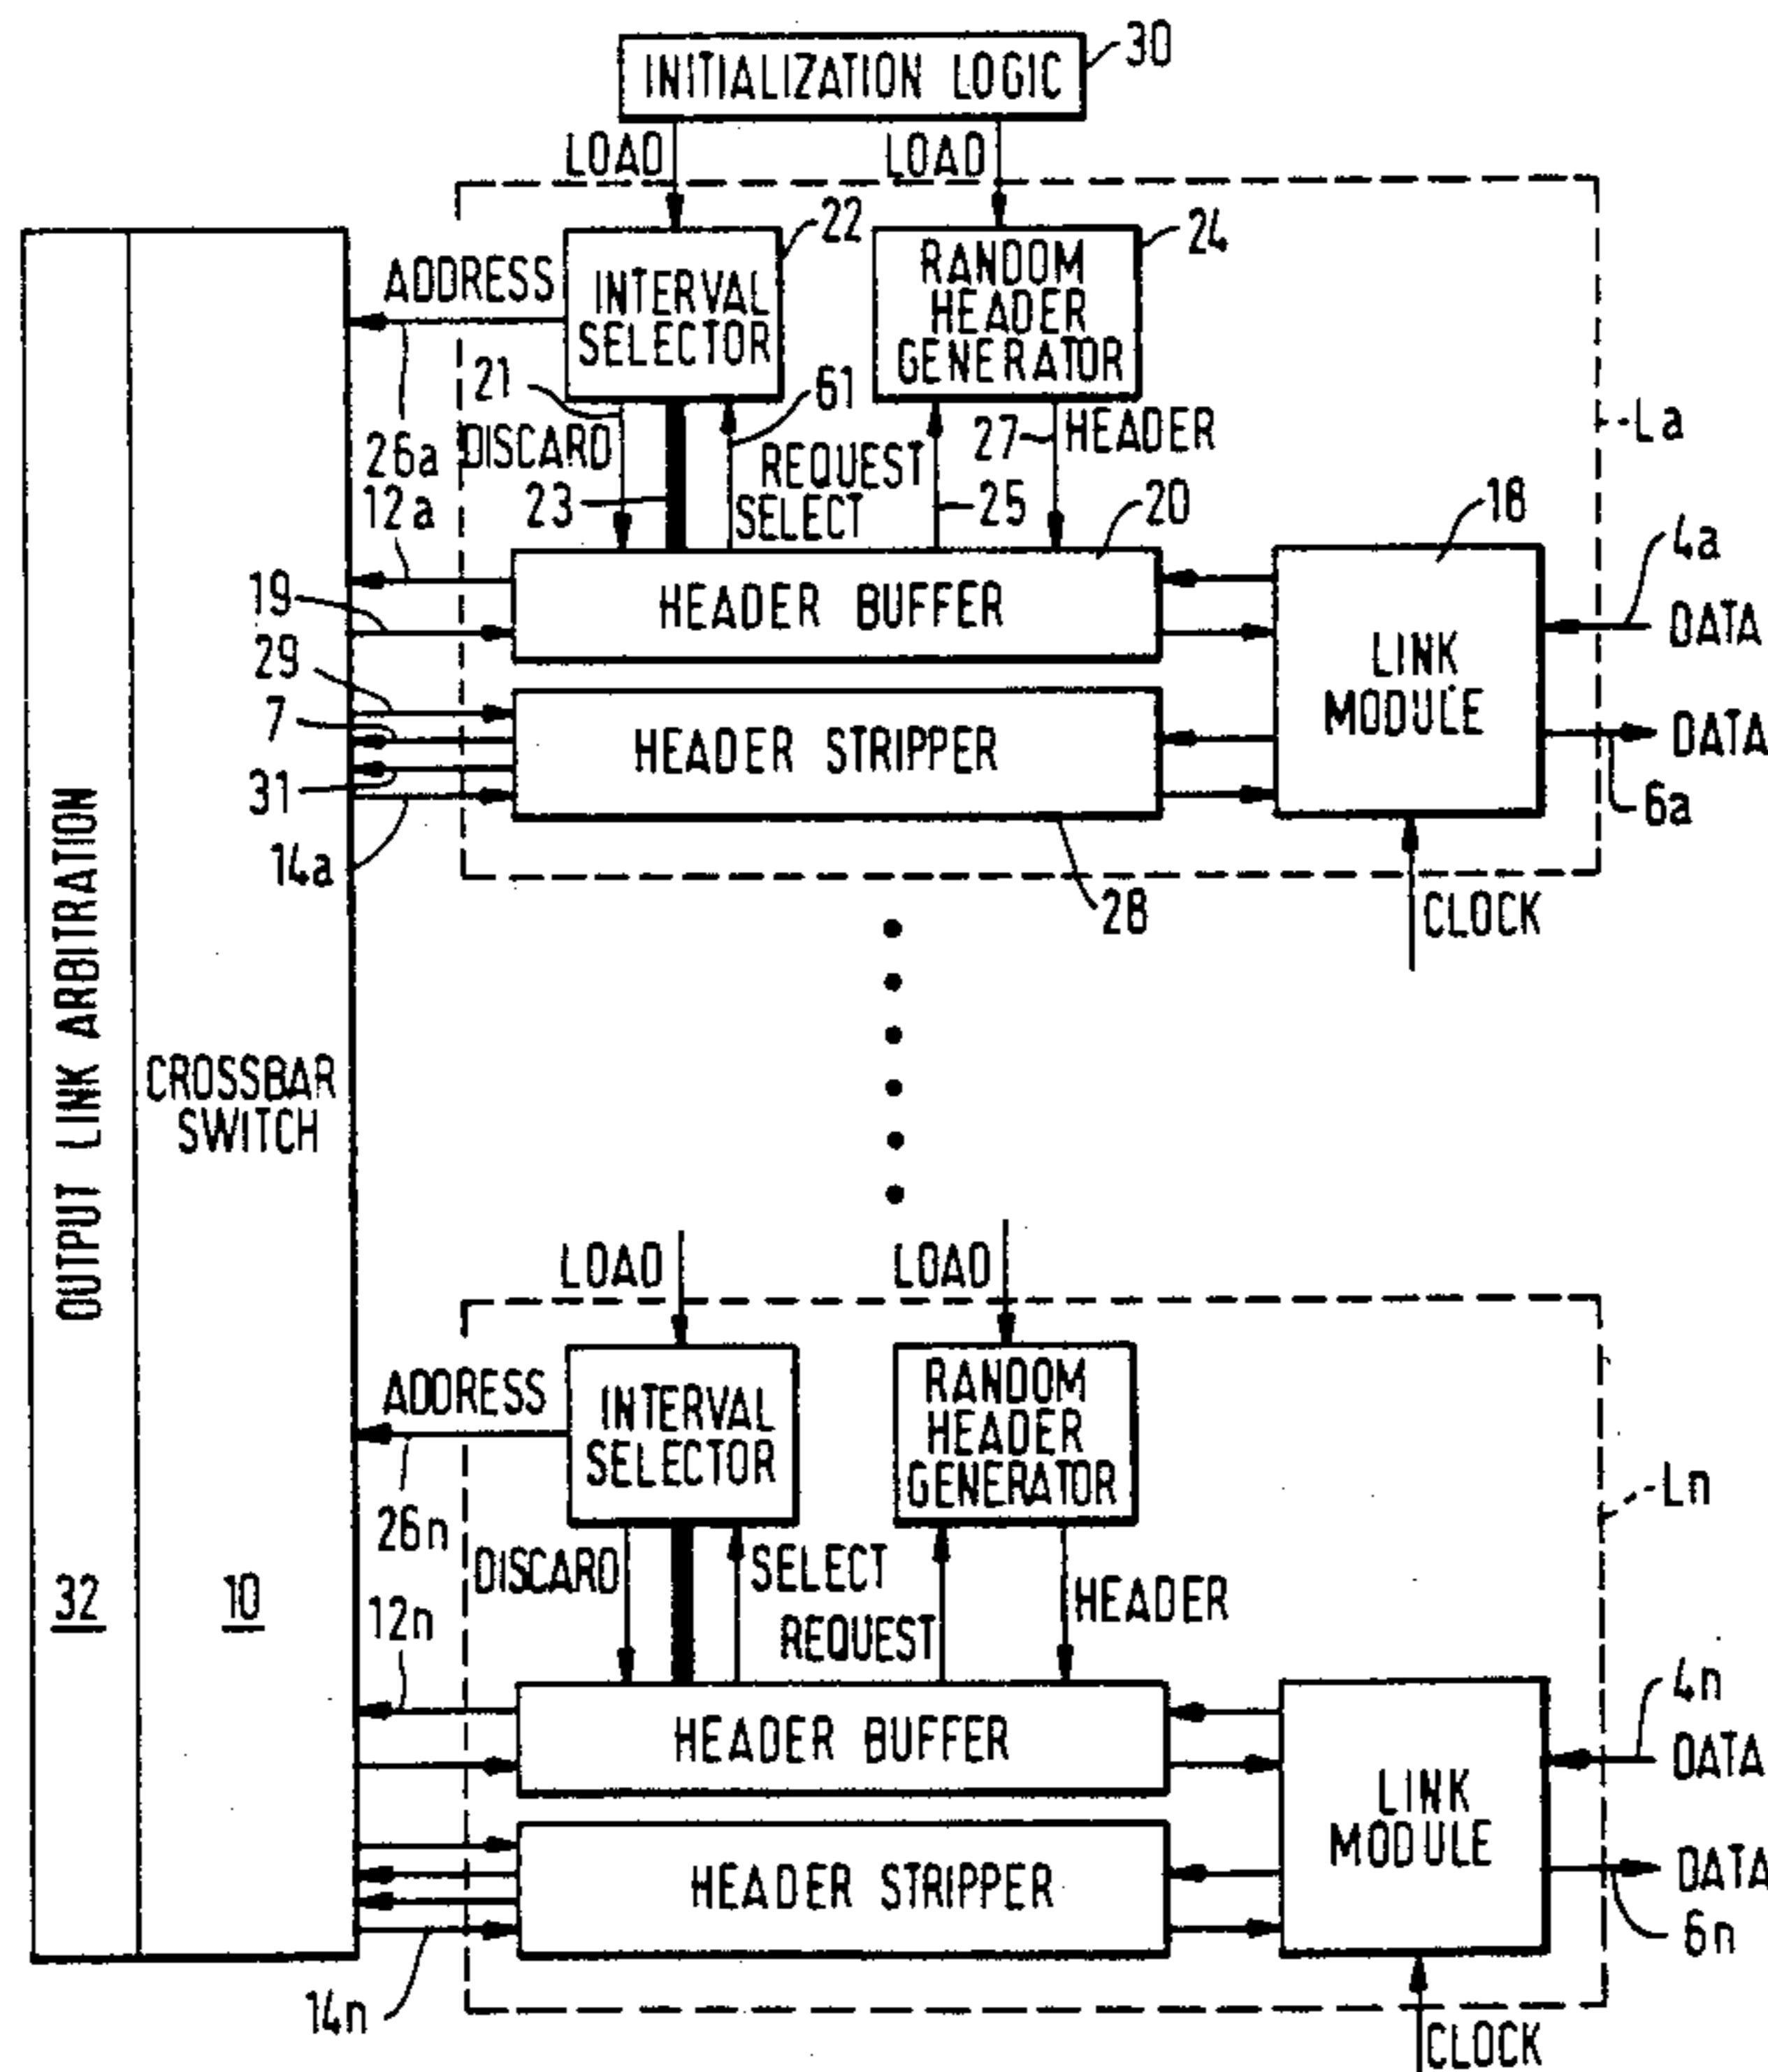 INITIALIZATION LOGIC
30
LOAD
LOAD
22
24
ADDRESS
INTERVAL
SELECTOR
RANDOM
HEADER
GENERATOR
La
21
61
DISCARD
27
HEADER
26a
REQUEST
SELECT
23
25
20
18
12a
4a
HEADER BUFFER
19
DATA
29
LINK
MODULE
7
HEADER STRIPPER
DATA
31
6a
14a
28
CLOCK
OUTPUT LINK ARBITRATION
CROSSBAR
SWITCH
LOAD
LOAD
ADDRESS
INTERVAL
SELECTOR
RANDOM
HEADER
GENERATOR
Ln
26n
DISCARD
SELECT
REQUEST
HEADER
32
10
12n
4n
HEADER BUFFER
DATA
LINK
MODULE
HEADER STRIPPER
DATA
6n
14n
CLOCK